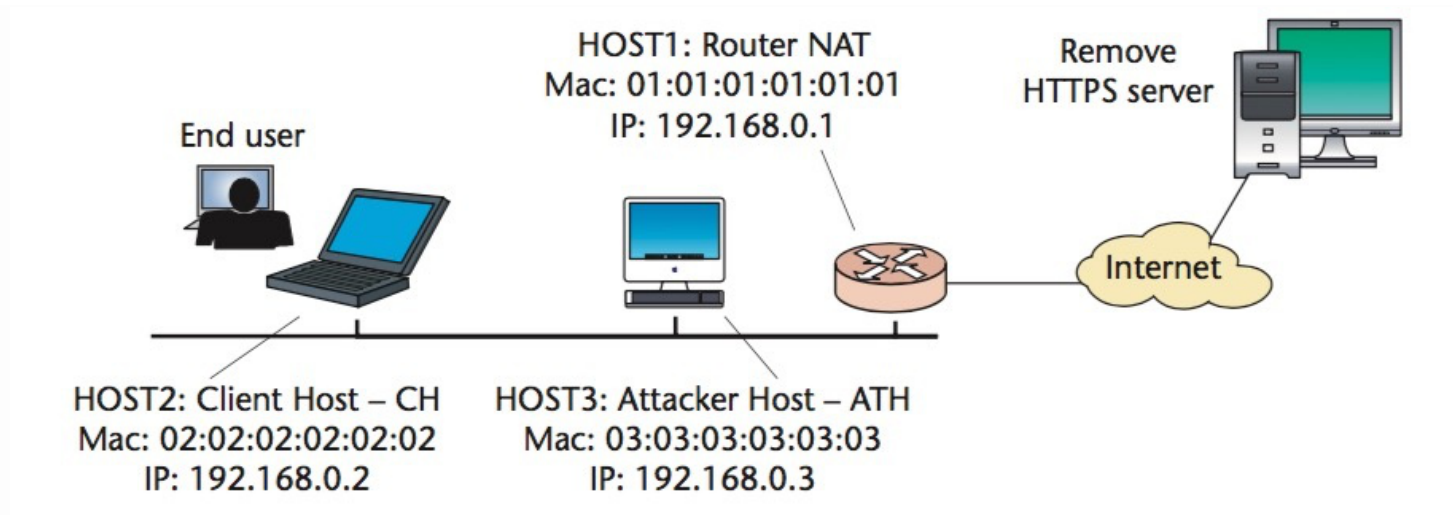 HOST1: Router NAT
Mac: 01:01:01:01:01:01
IP: 192.168.0.1
Remove
HTTPS server
End user
Internet
HOST2: Client Host – CH
Mac: 02:02:02:02:02:02
IP: 192.168.0.2
HOST3: Attacker Host – ATH
Mac: 03:03:03:03:03:03
IP: 192.168.0.3